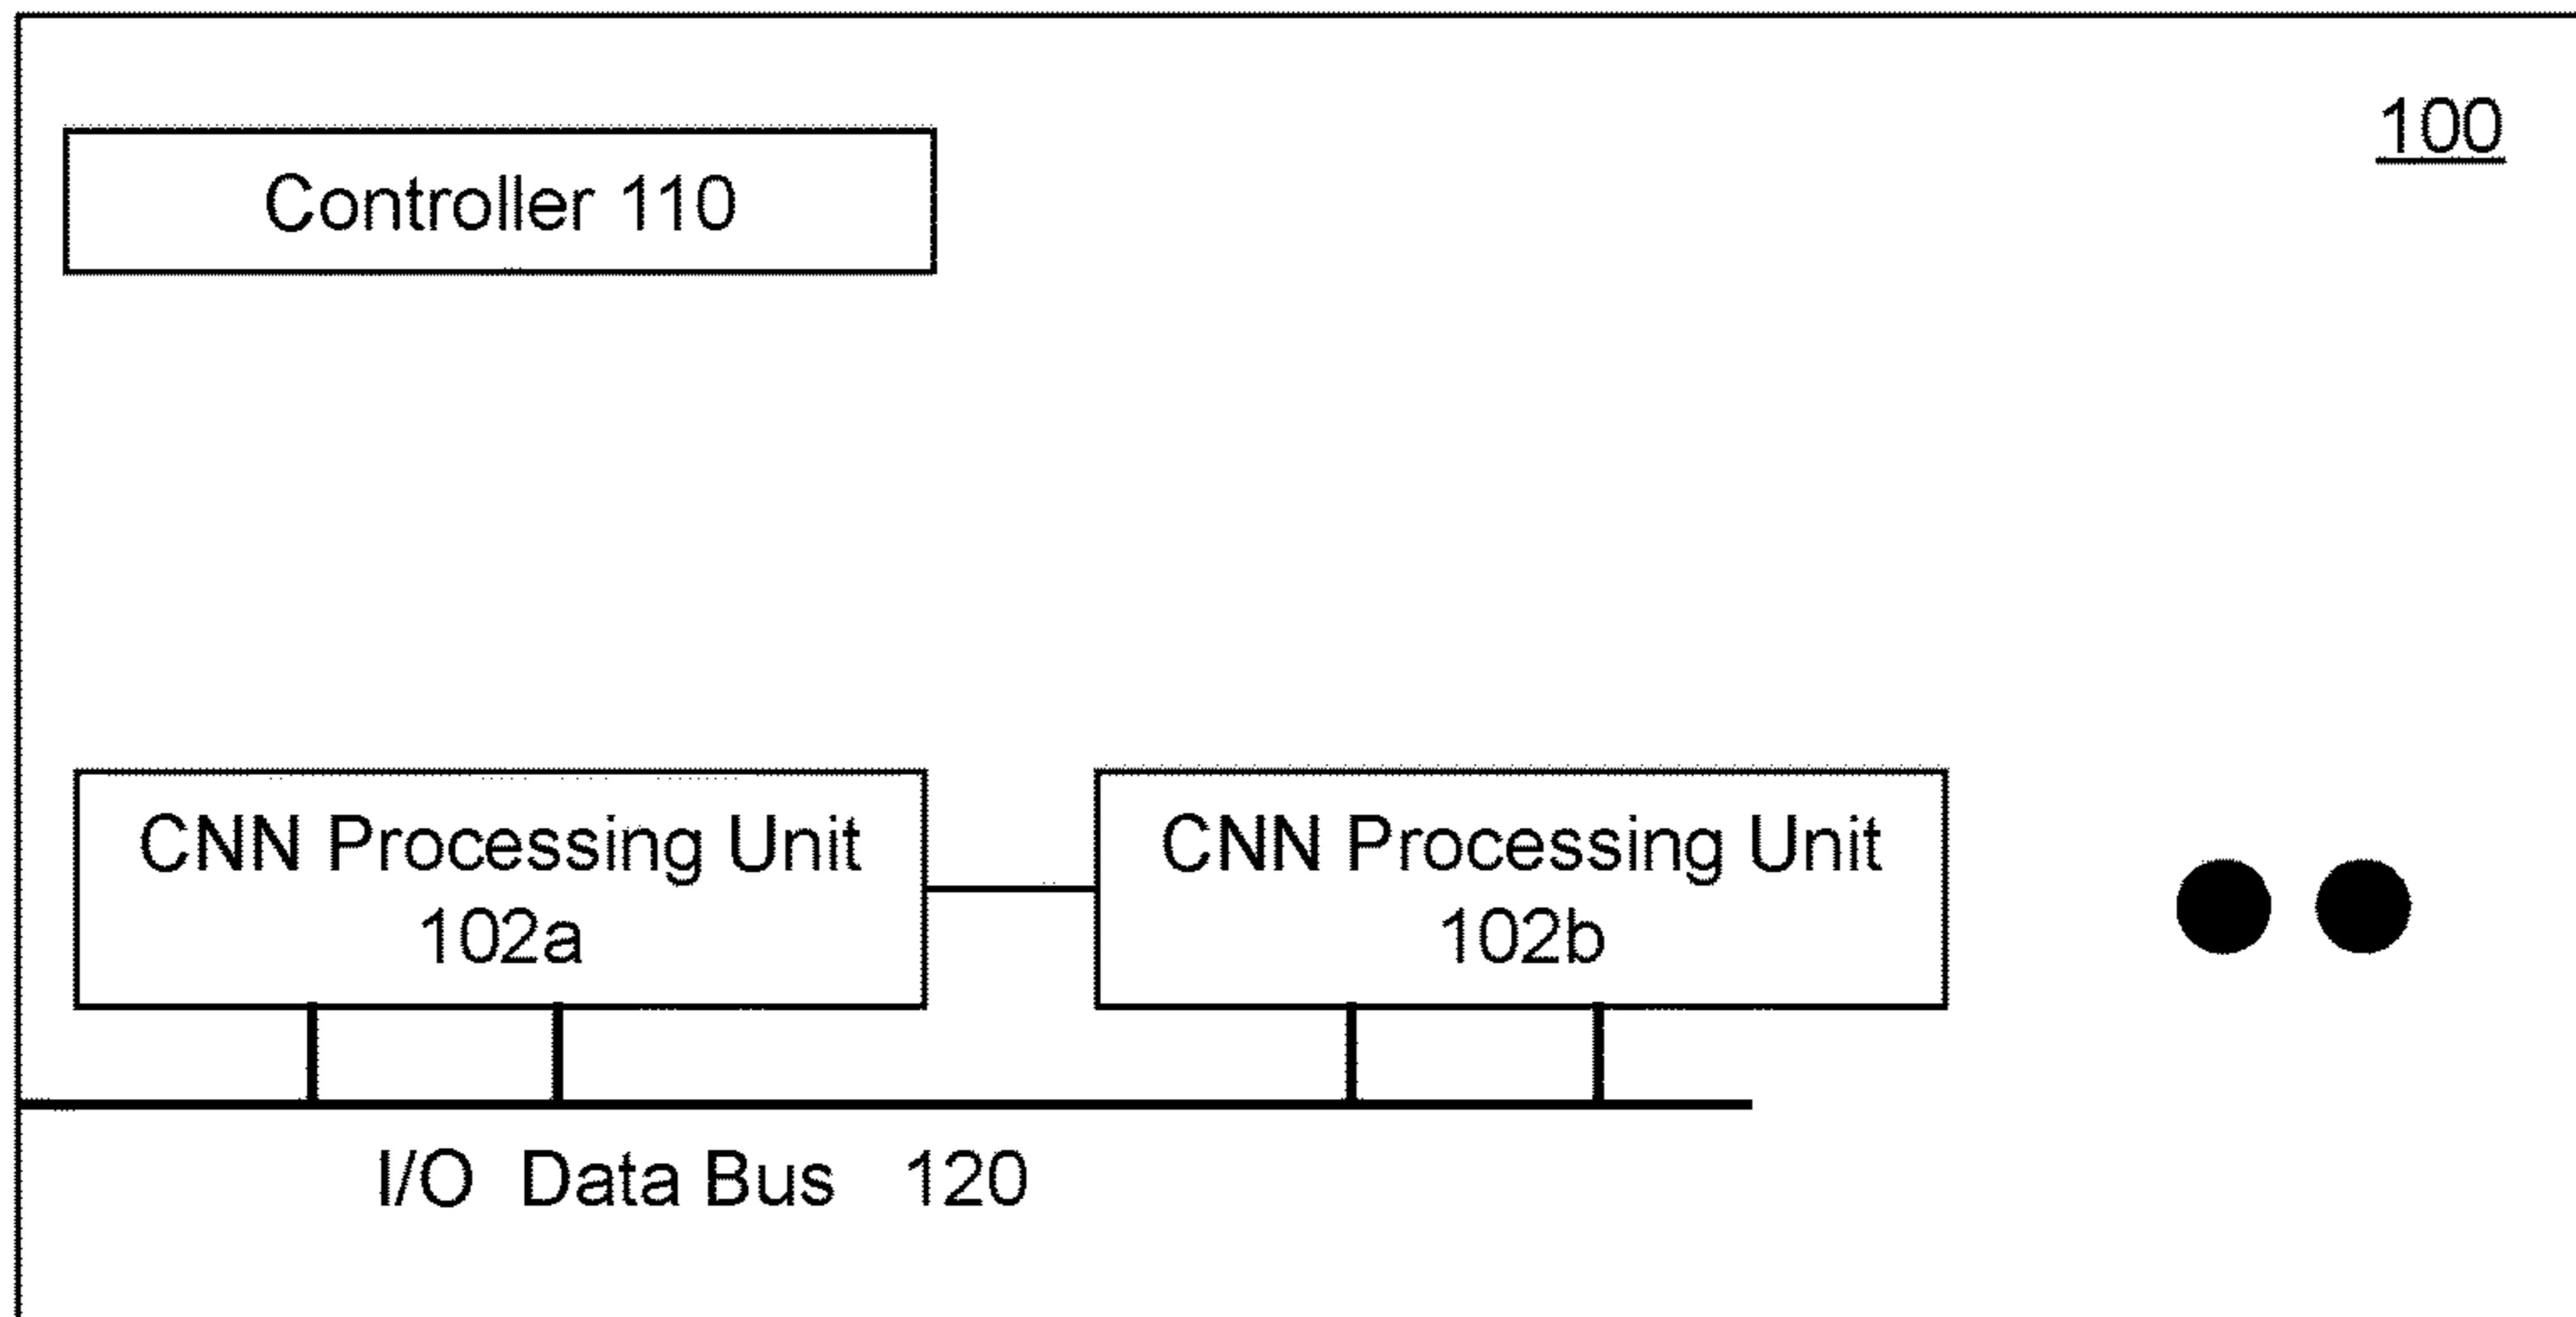 100
Controller 110
CNN Processing Unit
102a
CNN Processing Unit
102b
I/O Data Bus 120